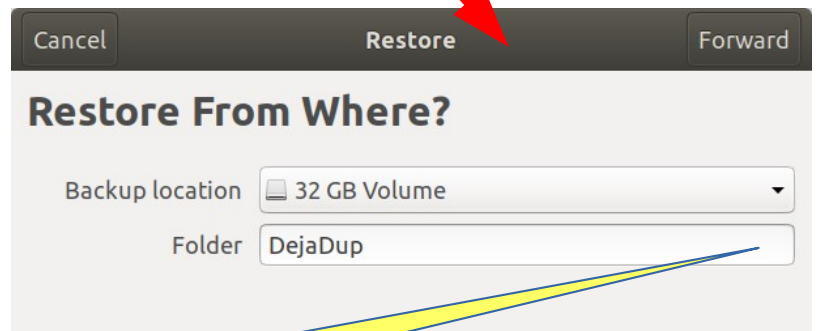 Cancel Restore Forward
Restore From Where?
Backup location 32 GB Volume
Folder DejaDup